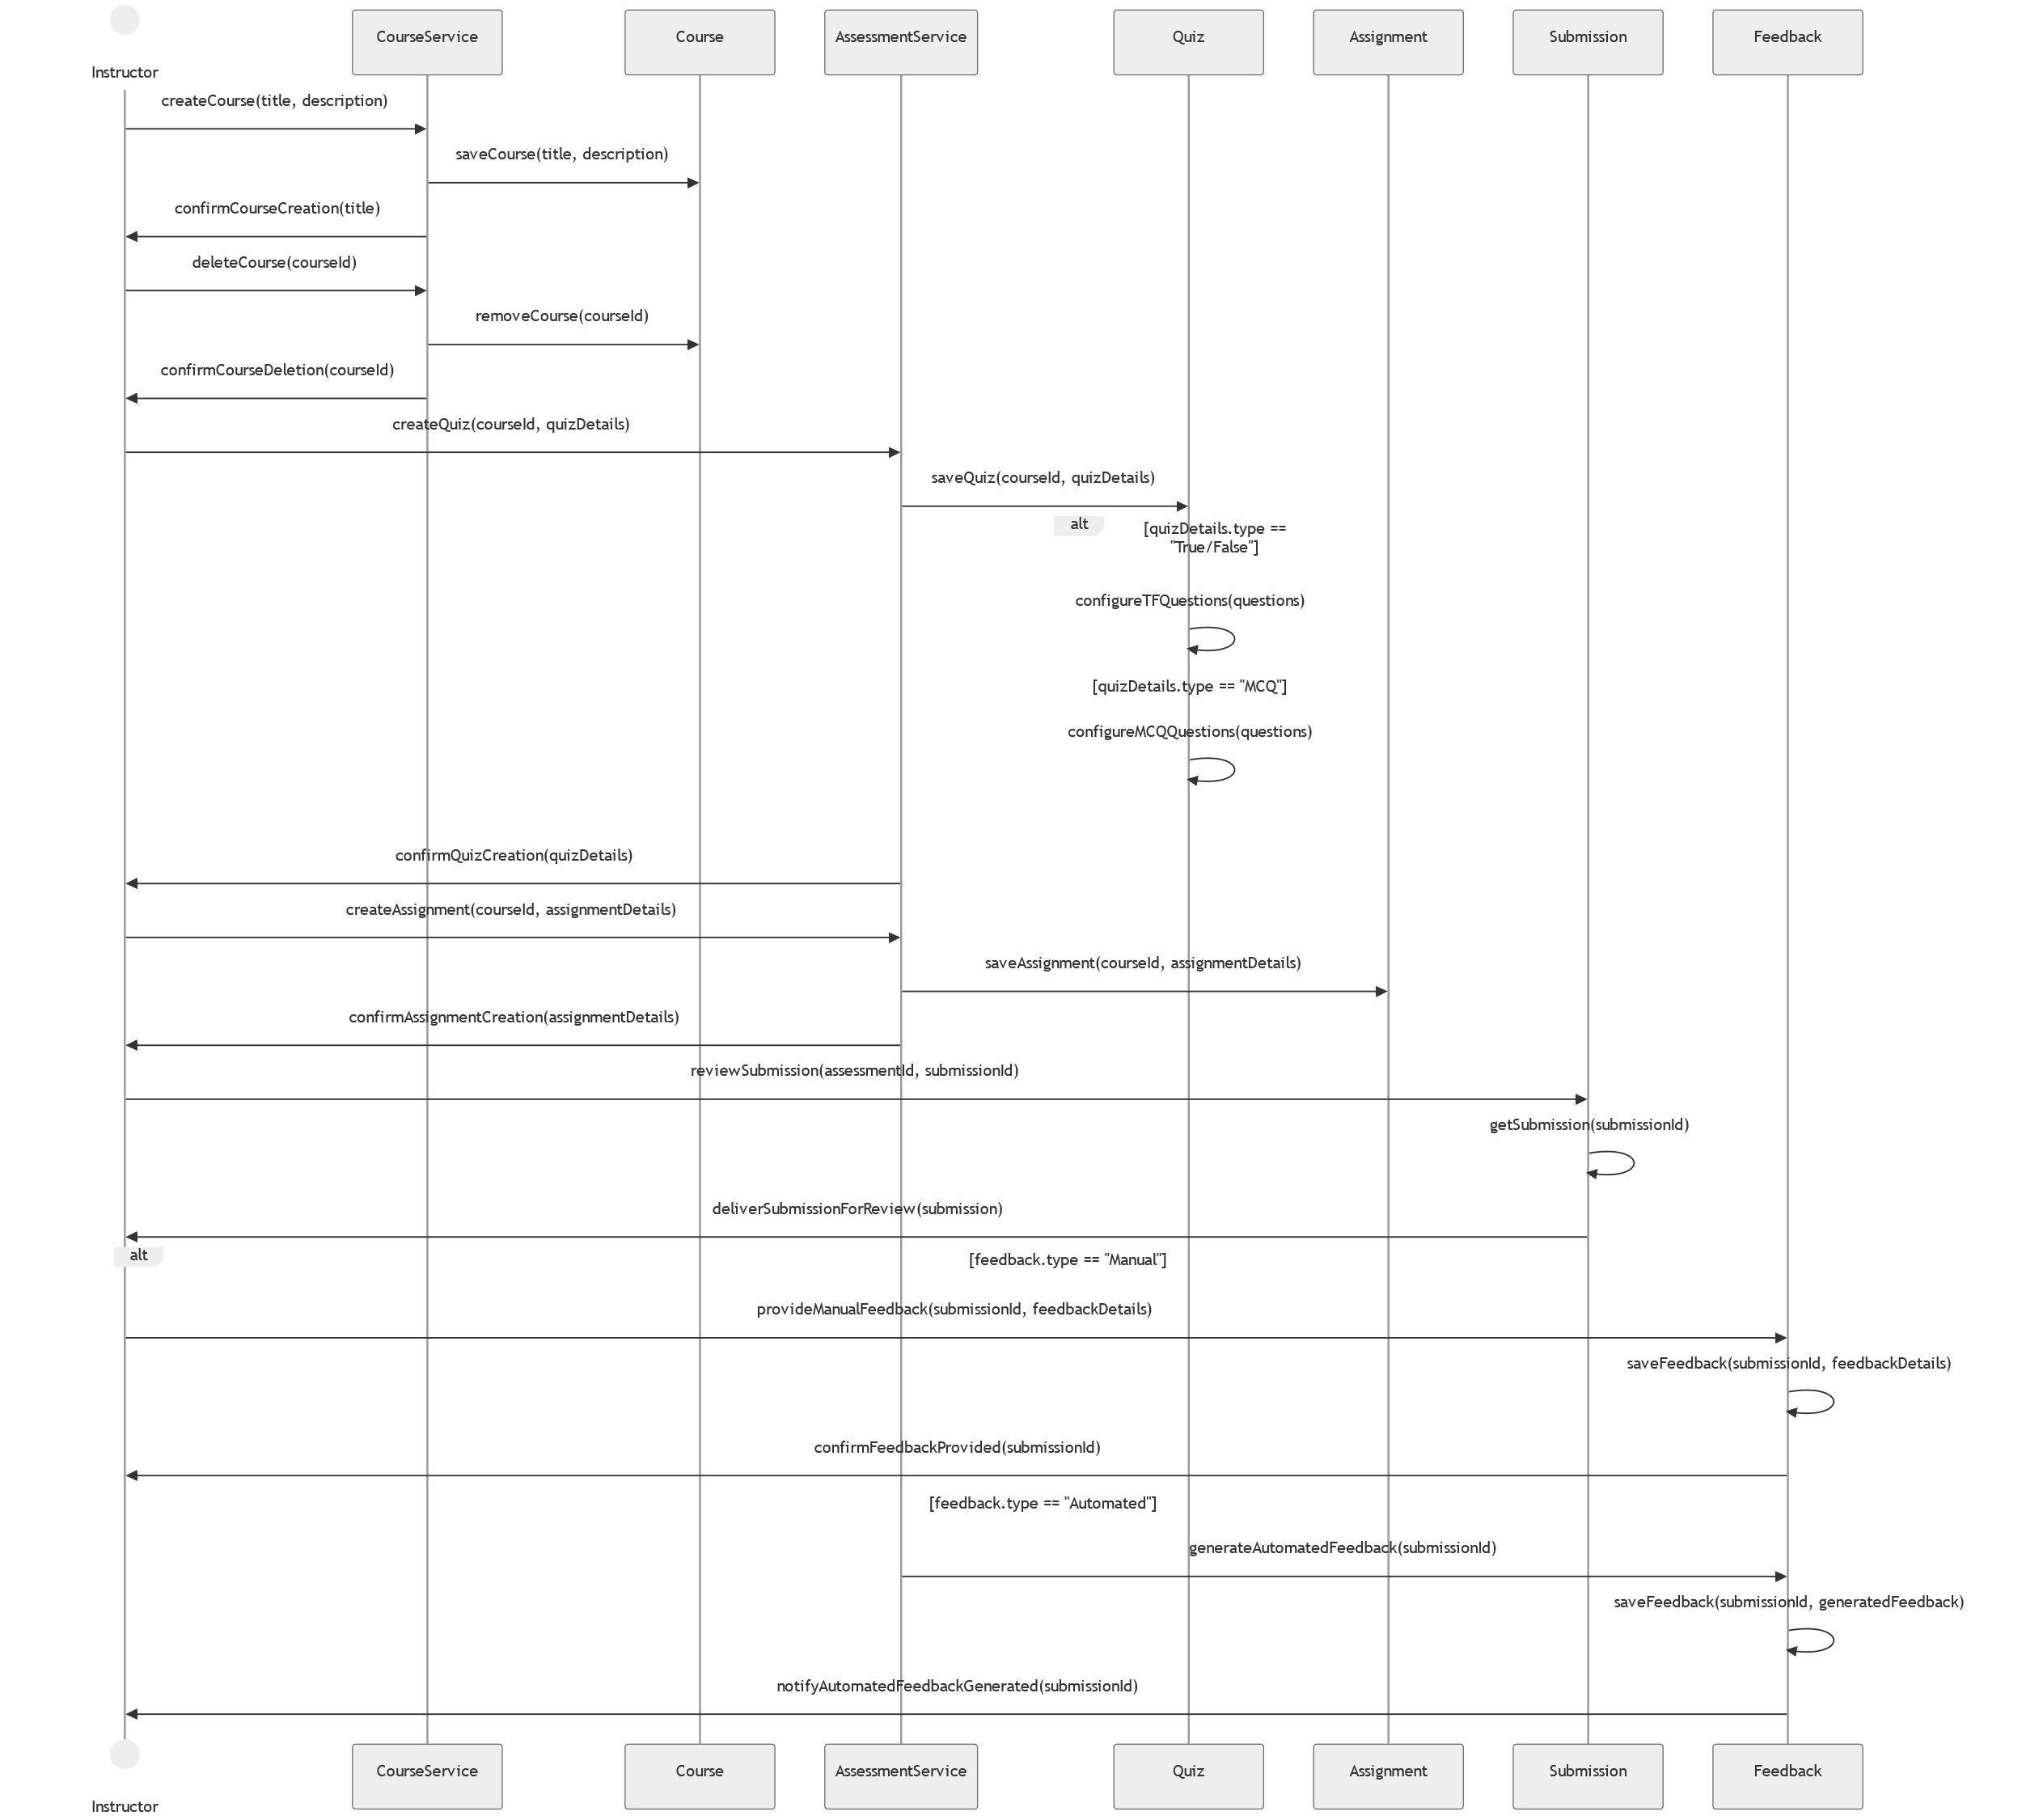 Instructor
CourseService
Course
AssessmentService
Quiz
Assignment
Submission
Feedback
createCourse(title, description)
saveCourse(title, description)
confirmCourseCreation(title)
deleteCourse(courseId)
removeCourse(courseId)
confirmCourseDeletion(courseId)
createQuiz(courseId, quizDetails)
saveQuiz(courseId, quizDetails)
alt
[quizDetails.type ==
"True/False"]
configureTFQuestions(questions)
[quizDetails.type == "MCQ"]
configureMCQQuestions(questions)
confirmQuizCreation(quizDetails)
createAssignment(courseId, assignmentDetails)
saveAssignment(courseId, assignmentDetails)
confirmAssignmentCreation(assignmentDetails)
reviewSubmission(assessmentId, submissionId)
getSubmission(submissionId)
deliverSubmissionForReview(submission)
alt
[feedback.type == "Manual"]
provideManualFeedback(submissionId, feedbackDetails)
saveFeedback(submissionId, feedbackDetails)
confirmFeedbackProvided(submissionId)
[feedback.type == "Automated"]
generateAutomatedFeedback(submissionId)
saveFeedback(submissionId, generatedFeedback)
notifyAutomatedFeedbackGenerated(submissionId)
Instructor
CourseService
Course
AssessmentService
Quiz
Assignment
Submission
Feedback